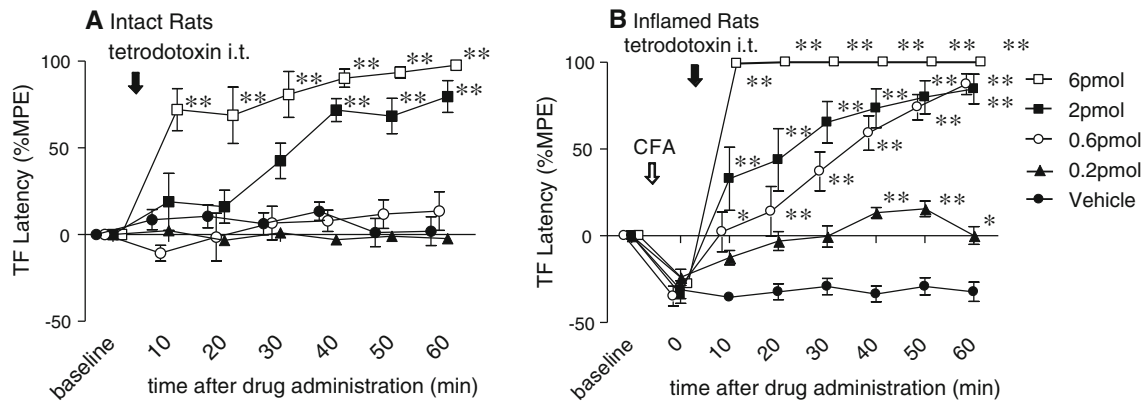 A Intact Rats
tetrodotoxin i.t.
TF Latency (%MPE)
100
50
0
-50
** ** ** ** ** **
** ** **
baseline 10 20 30 40 50 60
time after drug administration (min)
B Inflamed Rats
tetrodotoxin i.t.
CFA
TF Latency (%MPE)
100
50
0
-50
** ** ** ** **
**
** ** ** ** ** **
* ** ** ** ** **
** ** *
baseline 0 10 20 30 40 50 60
time after drug administration (min)
6pmol
2pmol
0.6pmol
0.2pmol
Vehicle